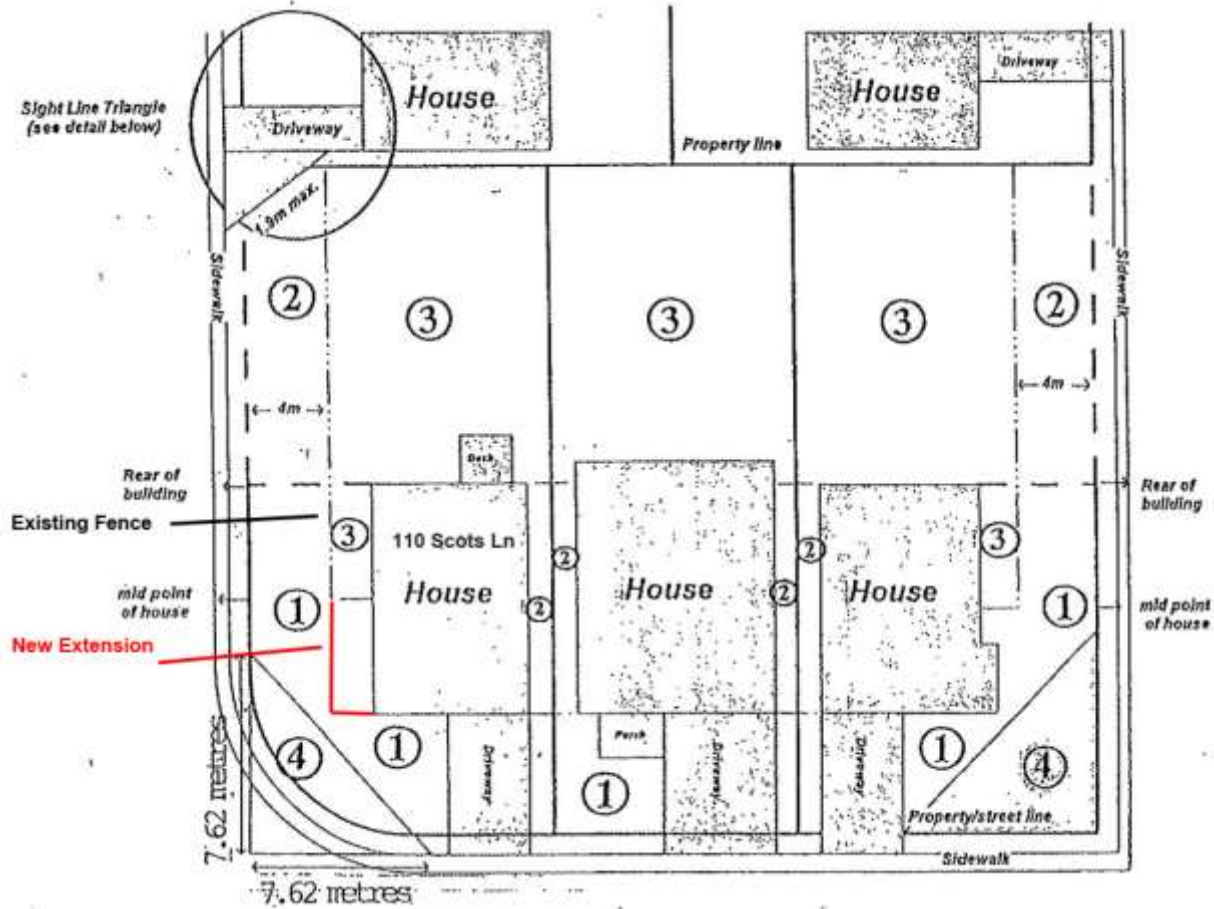 House
House
Driveway
Sight Line Triangle
(see detail below)
Driveway
Property line
1.9m max.
Sidewalk
Sidewalk
2
3
3
3
2
4m
4m
Deck
Rear of
building
Rear of
building
Existing Fence
3
110 Scots Ln
House
2
House
2
House
3
mid point
of house
1
2
2
1
mid point
of house
New Extension
4
1
Driveway
Porch
1
Driveway
Driveway
1
4
7.62 metres
Property/street line
Sidewalk
7.62 metres